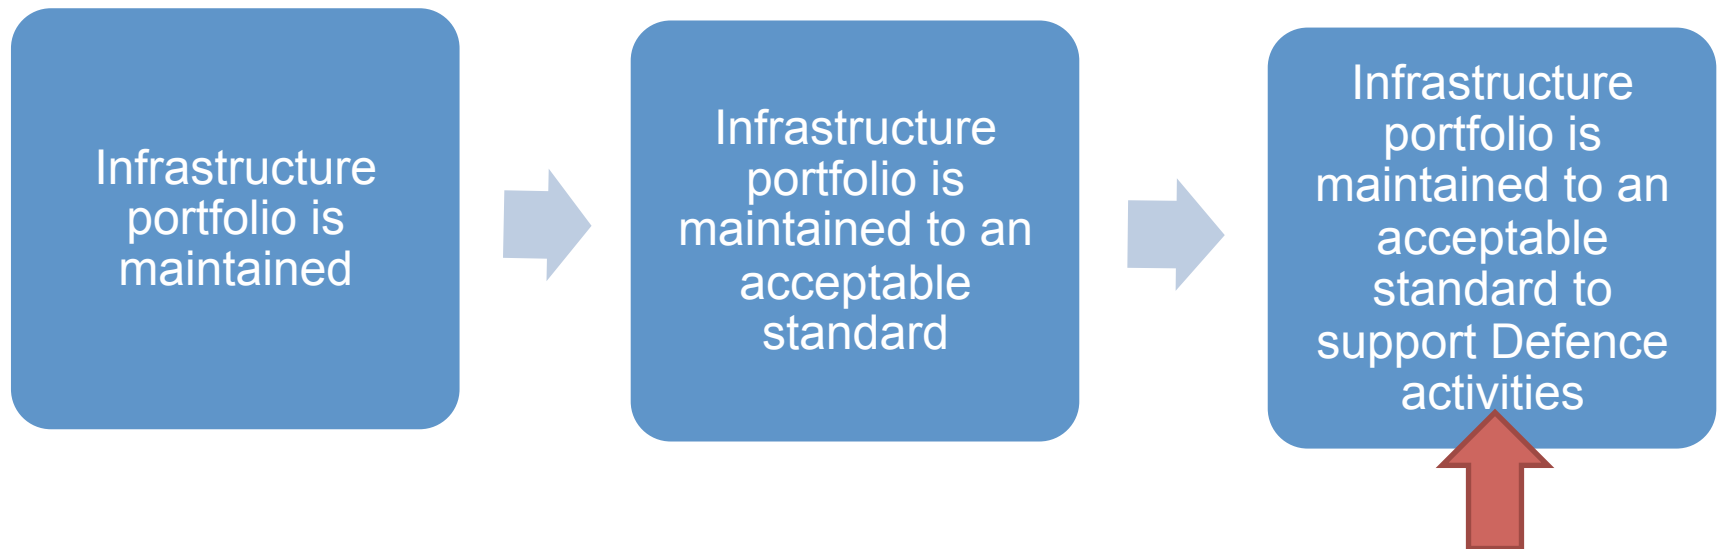 Infrastructure
portfolio is
maintained
Infrastructure
portfolio is
maintained to an
acceptable
standard
Infrastructure
portfolio is
maintained to an
acceptable
standard to
support Defence
activities